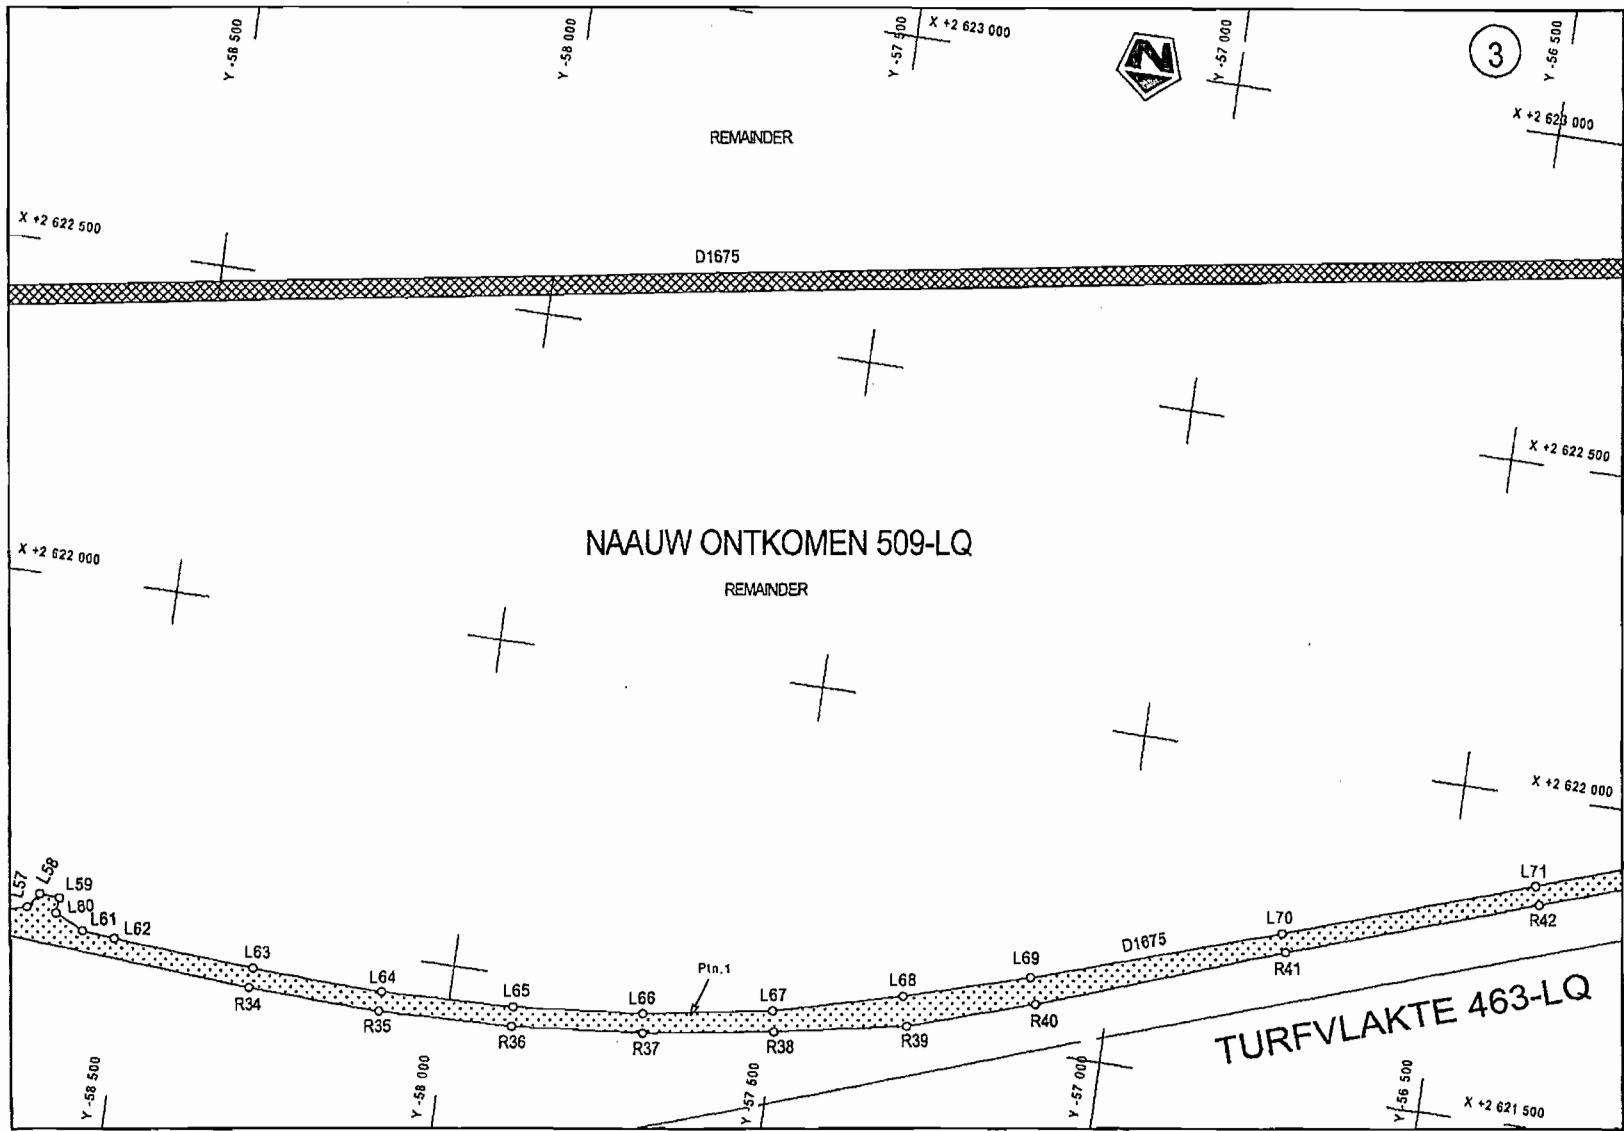 Y -58 500
Y -58 000
Y -57 500
X +2 623 000
N
Y -57 000
3
Y -56 500
X +2 623 000
REMAINDER
X +2 622 500
D1675
X +2 622 500
NAAUW ONTKOMEN 509-LQ
REMAINDER
X +2 622 000
X +2 622 000
L57
L58
L59
L80
L61
L62
L63
L64
L65
L66
L67
L68
L69
L70
L71
Ptn.1
D1675
R34
R35
R36
R37
R38
R39
R40
R41
R42
TURFVLAKTE 463-LQ
Y -58 500
Y -58 000
Y -57 500
Y -57 000
Y -56 500
X +2 621 500